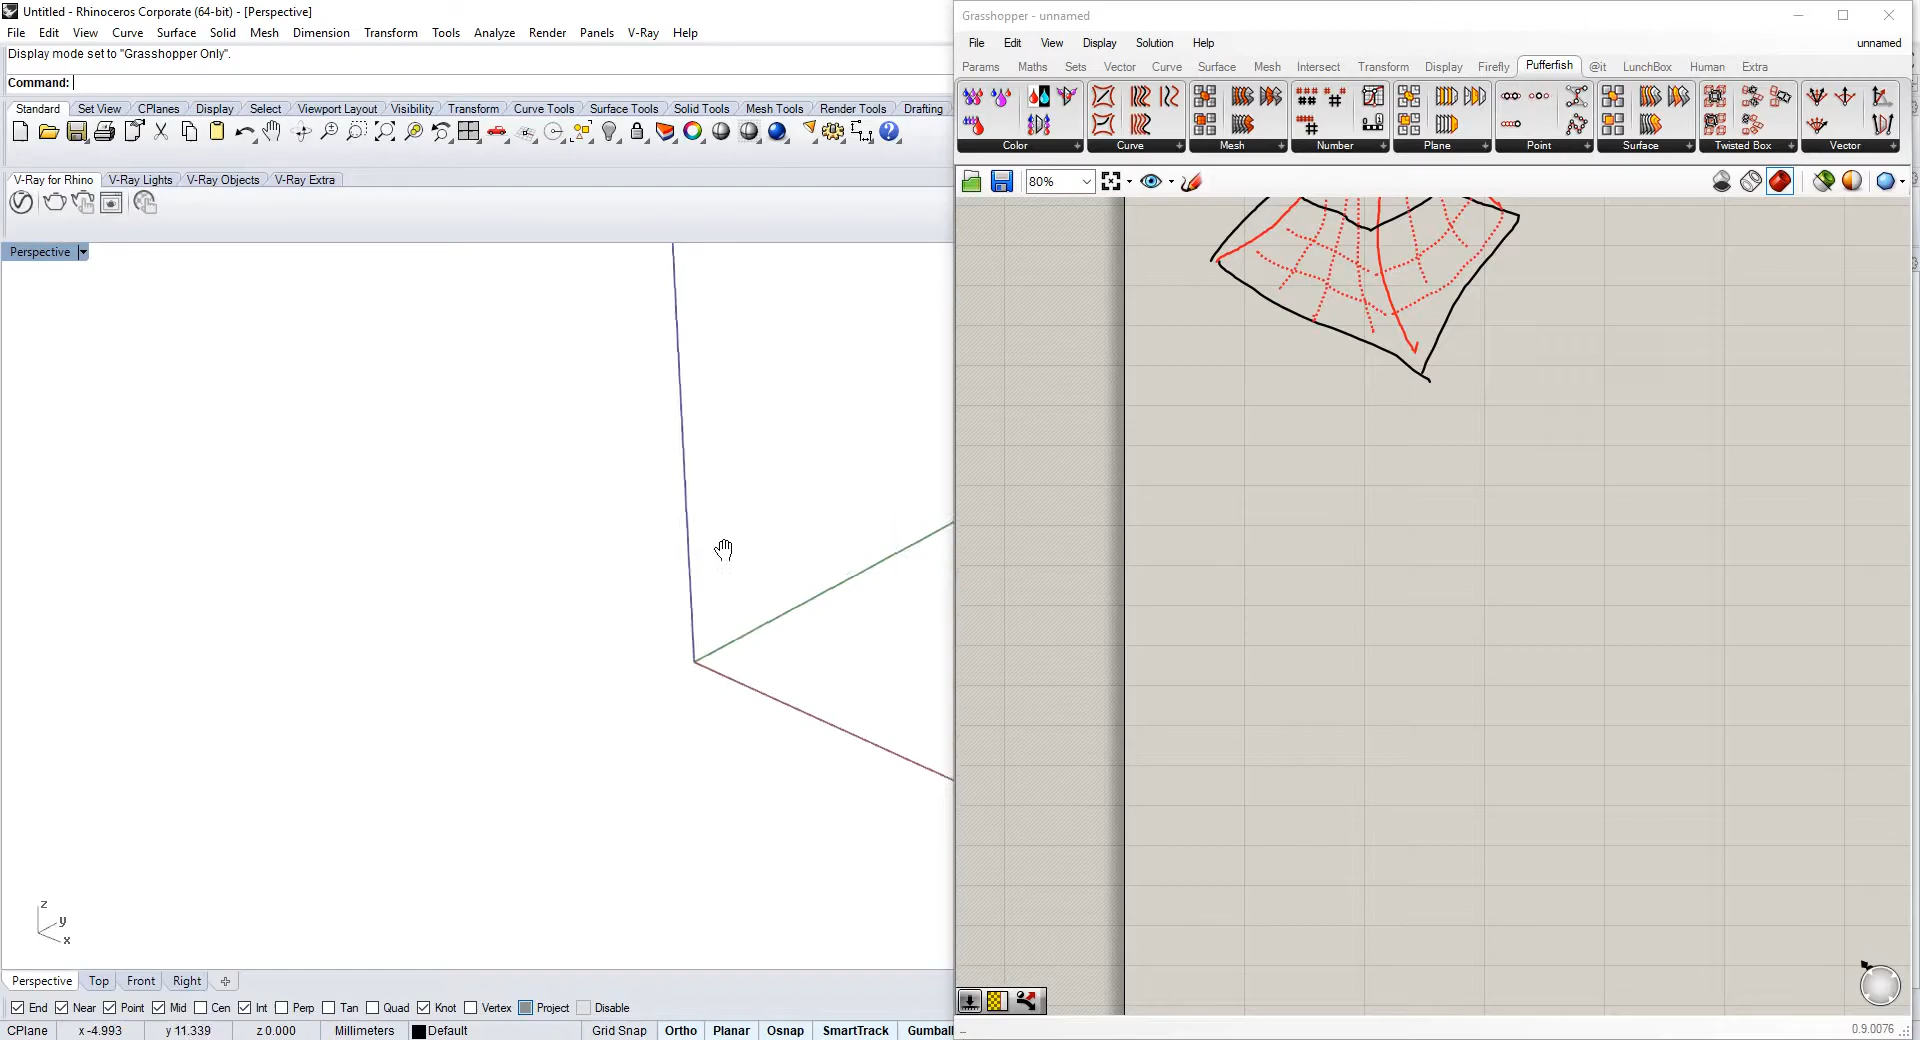 Untitled - Rhinoceros Corporate (64-bit) - [Perspective]
File Edit View Curve Surface Solid Mesh Dimension Transform Tools Analyze Render Panels V-Ray Help
Display mode set to "Grasshopper Only".
Command:
Standard Set View CPlanes Display Select Viewport Layout Visibility Transform Curve Tools Surface Tools Solid Tools Mesh Tools Render Tools Drafting
V-Ray for Rhino V-Ray Lights V-Ray Objects V-Ray Extra
Perspective
z
y
x
Perspective Top Front Right
End Near Point Mid Cen Int Perp Tan Quad Knot Vertex Project Disable
CPlane x -4.993 y 11.339 z 0.000 Millimeters Default Grid Snap Ortho Planar Osnap SmartTrack Gumball
Grasshopper - unnamed
File Edit View Display Solution Help unnamed
Params Maths Sets Vector Curve Surface Mesh Intersect Transform Display Firefly Pufferfish @it LunchBox Human Extra
Color Curve Mesh Number Plane Point Surface Twisted Box Vector
80%
0.9.0076